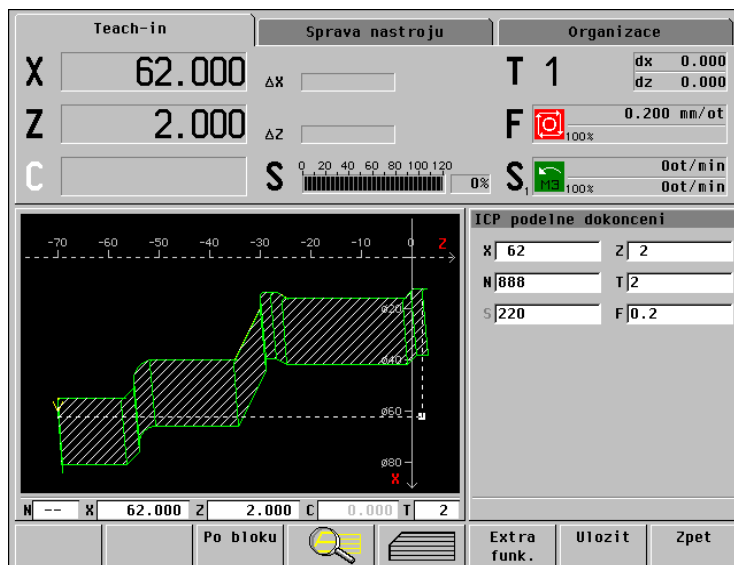 Teach-in Sprava nastroju Organizace
X 62.000 ΔX T 1 dx 0.000
dz 0.000
Z 2.000 ΔZ F 100% 0.200 mm/ot
C S 0 20 40 60 80 100 120 0% S1 M3 100% 0ot/min
0ot/min
ICP podelne dokonceni
-70 -60 -50 -40 -30 -20 -10 0 Z
X 62 Z 2
N 888 T 2
S 220 F 0.2
ø20
ø40
ø60
ø80
X
N -- X 62.000 Z 2.000 C 0.000 T 2
Po bloku Extra funk. Ulozit Zpet